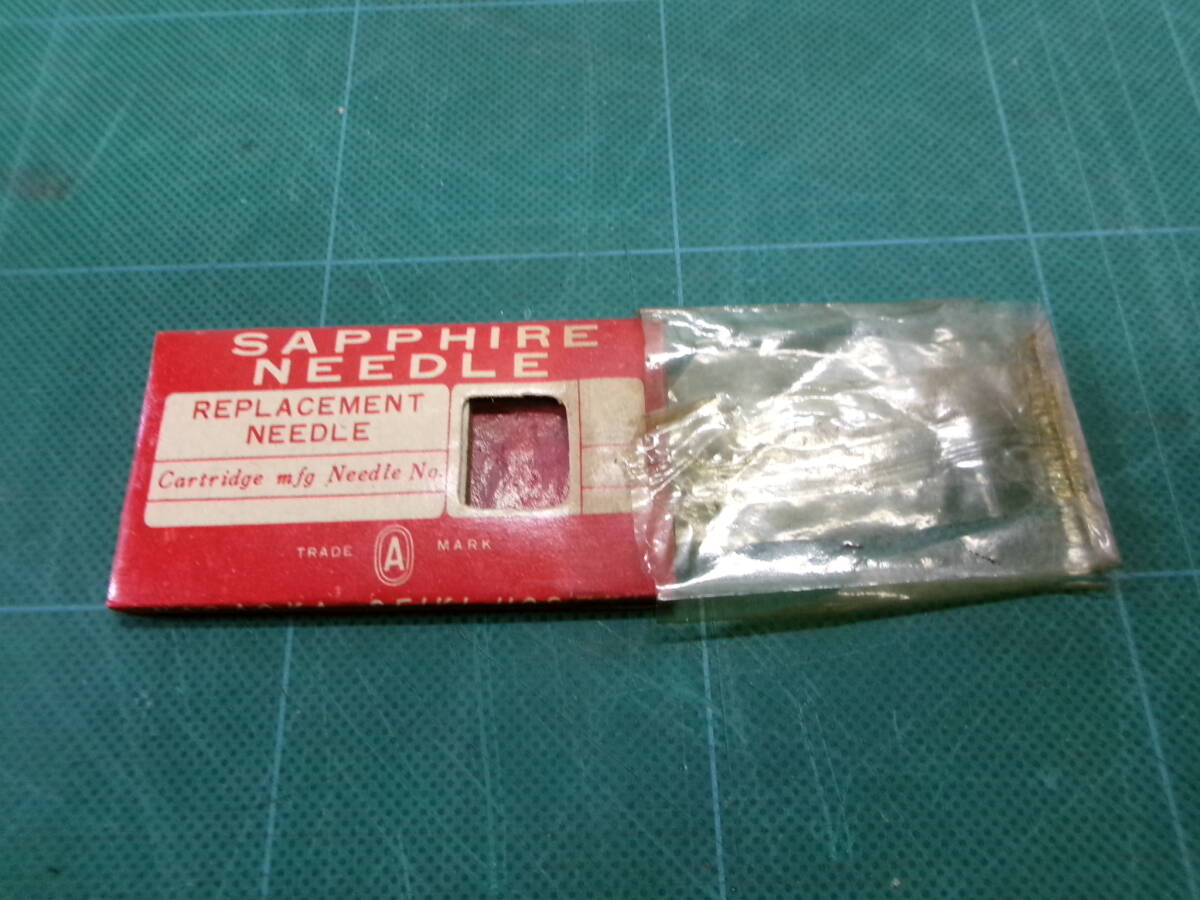 SAPPHIRE
NEEDLE
REPLACEMENT
NEEDLE
Cartridge mfg Needle No.
TRADE A MARK